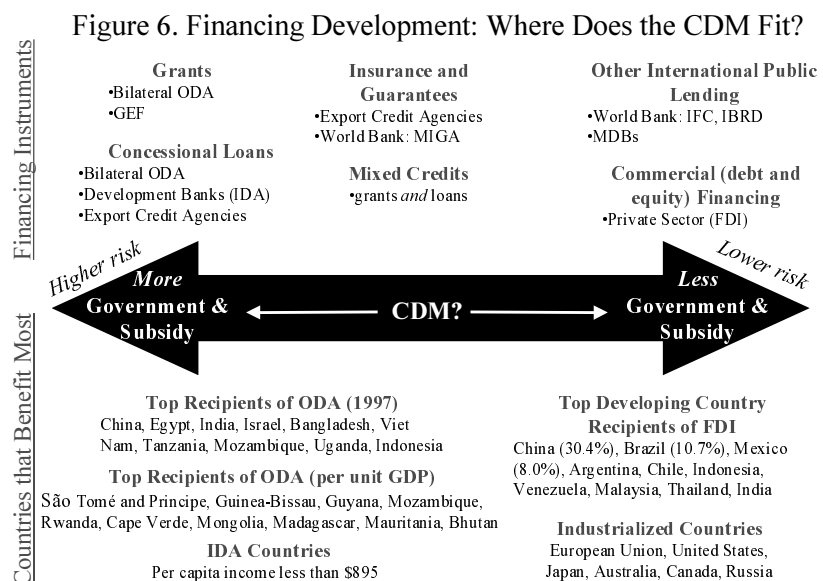 Figure 6. Financing Development: Where Does the CDM Fit?
Financing Instruments
Grants
•Bilateral ODA
•GEF
Concessional Loans
•Bilateral ODA
•Development Banks (IDA)
•Export Credit Agencies
Insurance and
Guarantees
•Export Credit Agencies
•World Bank: MIGA
Mixed Credits
•grants and loans
Other International Public
Lending
•World Bank: IFC, IBRD
•MDBs
Commercial (debt and
equity) Financing
•Private Sector (FDI)
Higher risk
More
Government &
Subsidy
CDM?
Lower risk
Less
Government &
Subsidy
Countries that Benefit Most
Top Recipients of ODA (1997)
China, Egypt, India, Israel, Bangladesh, Viet
Nam, Tanzania, Mozambique, Uganda, Indonesia
Top Recipients of ODA (per unit GDP)
São Tomé and Principe, Guinea-Bissau, Guyana, Mozambique,
Rwanda, Cape Verde, Mongolia, Madagascar, Mauritania, Bhutan
IDA Countries
Per capita income less than $895
Top Developing Country
Recipients of FDI
China (30.4%), Brazil (10.7%), Mexico
(8.0%), Argentina, Chile, Indonesia,
Venezuela, Malaysia, Thailand, India
Industrialized Countries
European Union, United States,
Japan, Australia, Canada, Russia